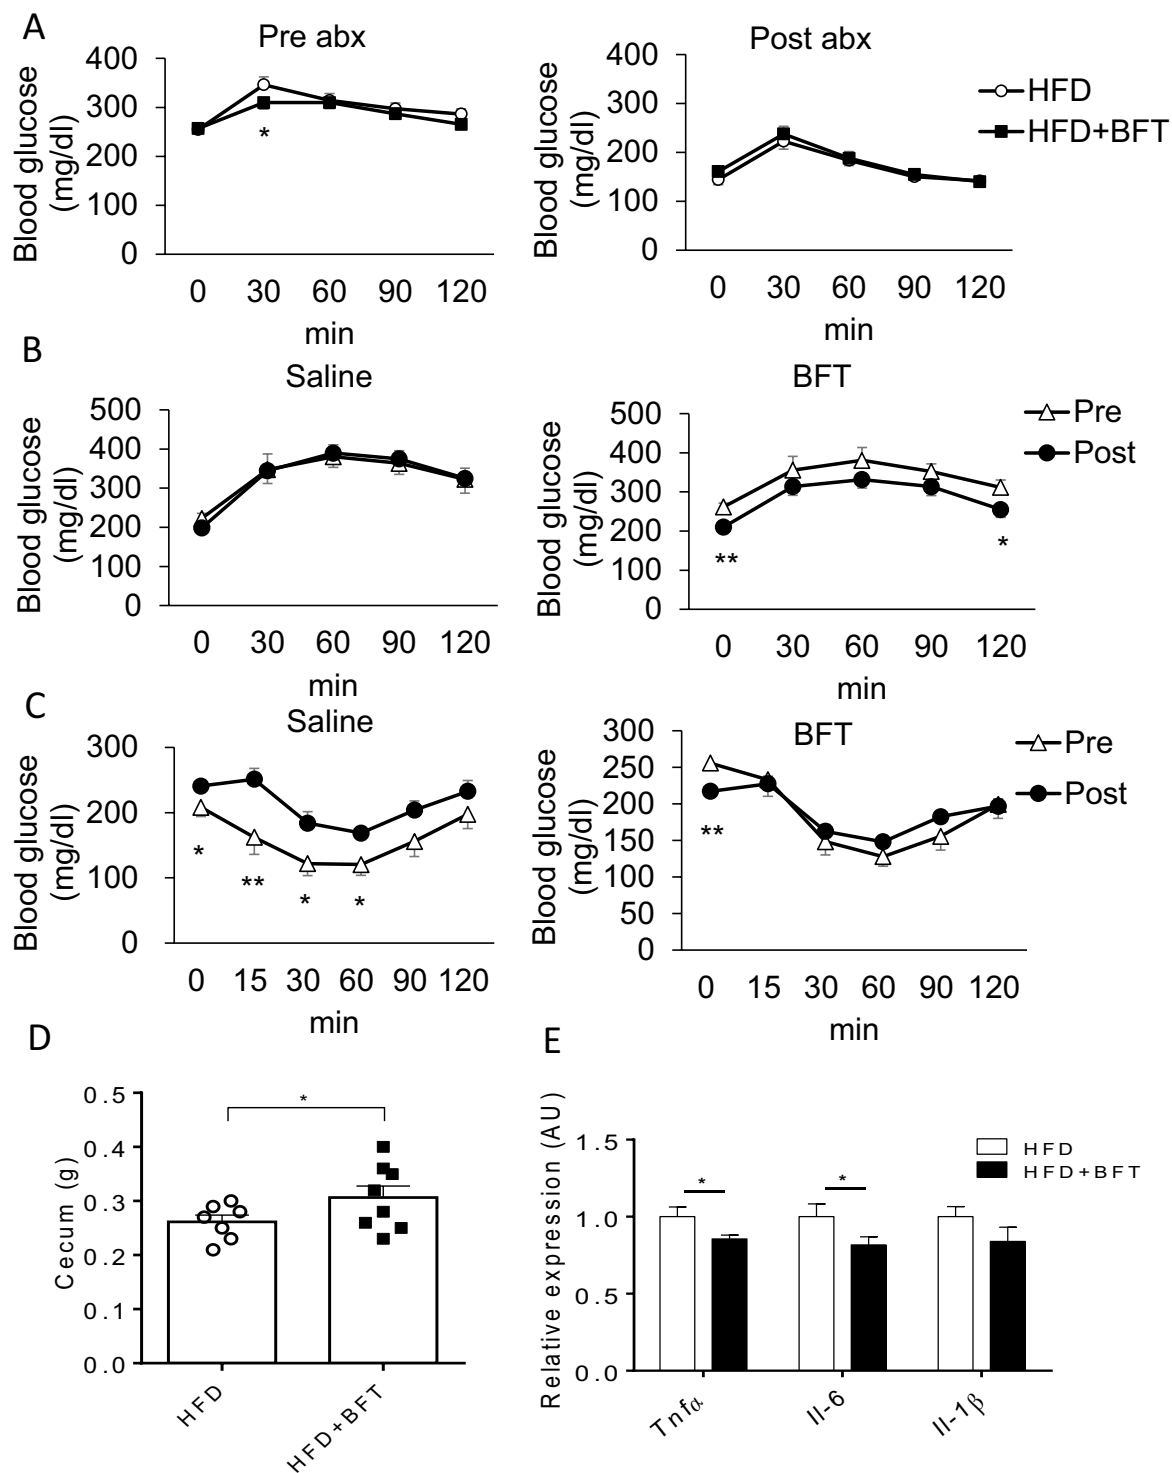 A
Pre abx
Post abx
400
300
200
100
0
Blood glucose
(mg/dl)
0 30 60 90 120
min
400
300
200
100
0
Blood glucose
(mg/dl)
0 30 60 90 120
HFD
HFD+BFT
*
B
Saline
BFT
500
400
300
200
100
0
Blood glucose
(mg/dl)
0 30 60 90 120
min
500
400
300
200
100
0
Blood glucose
(mg/dl)
** *
0 30 60 90 120
min
Pre
Post
C
Saline
BFT
300
200
100
0
Blood glucose
(mg/dl)
* ** * *
0 15 30 60 90 120
min
300
250
200
150
100
50
0
Blood glucose
(mg/dl)
**
0 15 30 60 90 120
min
Pre
Post
D
0.5
0.4
0.3
0.2
0.1
0.0
Cecum (g)
*
HFD
HFD+BFT
E
1.5
1.0
0.5
0.0
Relative expression (AU)
* *
HFD
HFD+BFT
Tnfα
Il-6
Il-1β